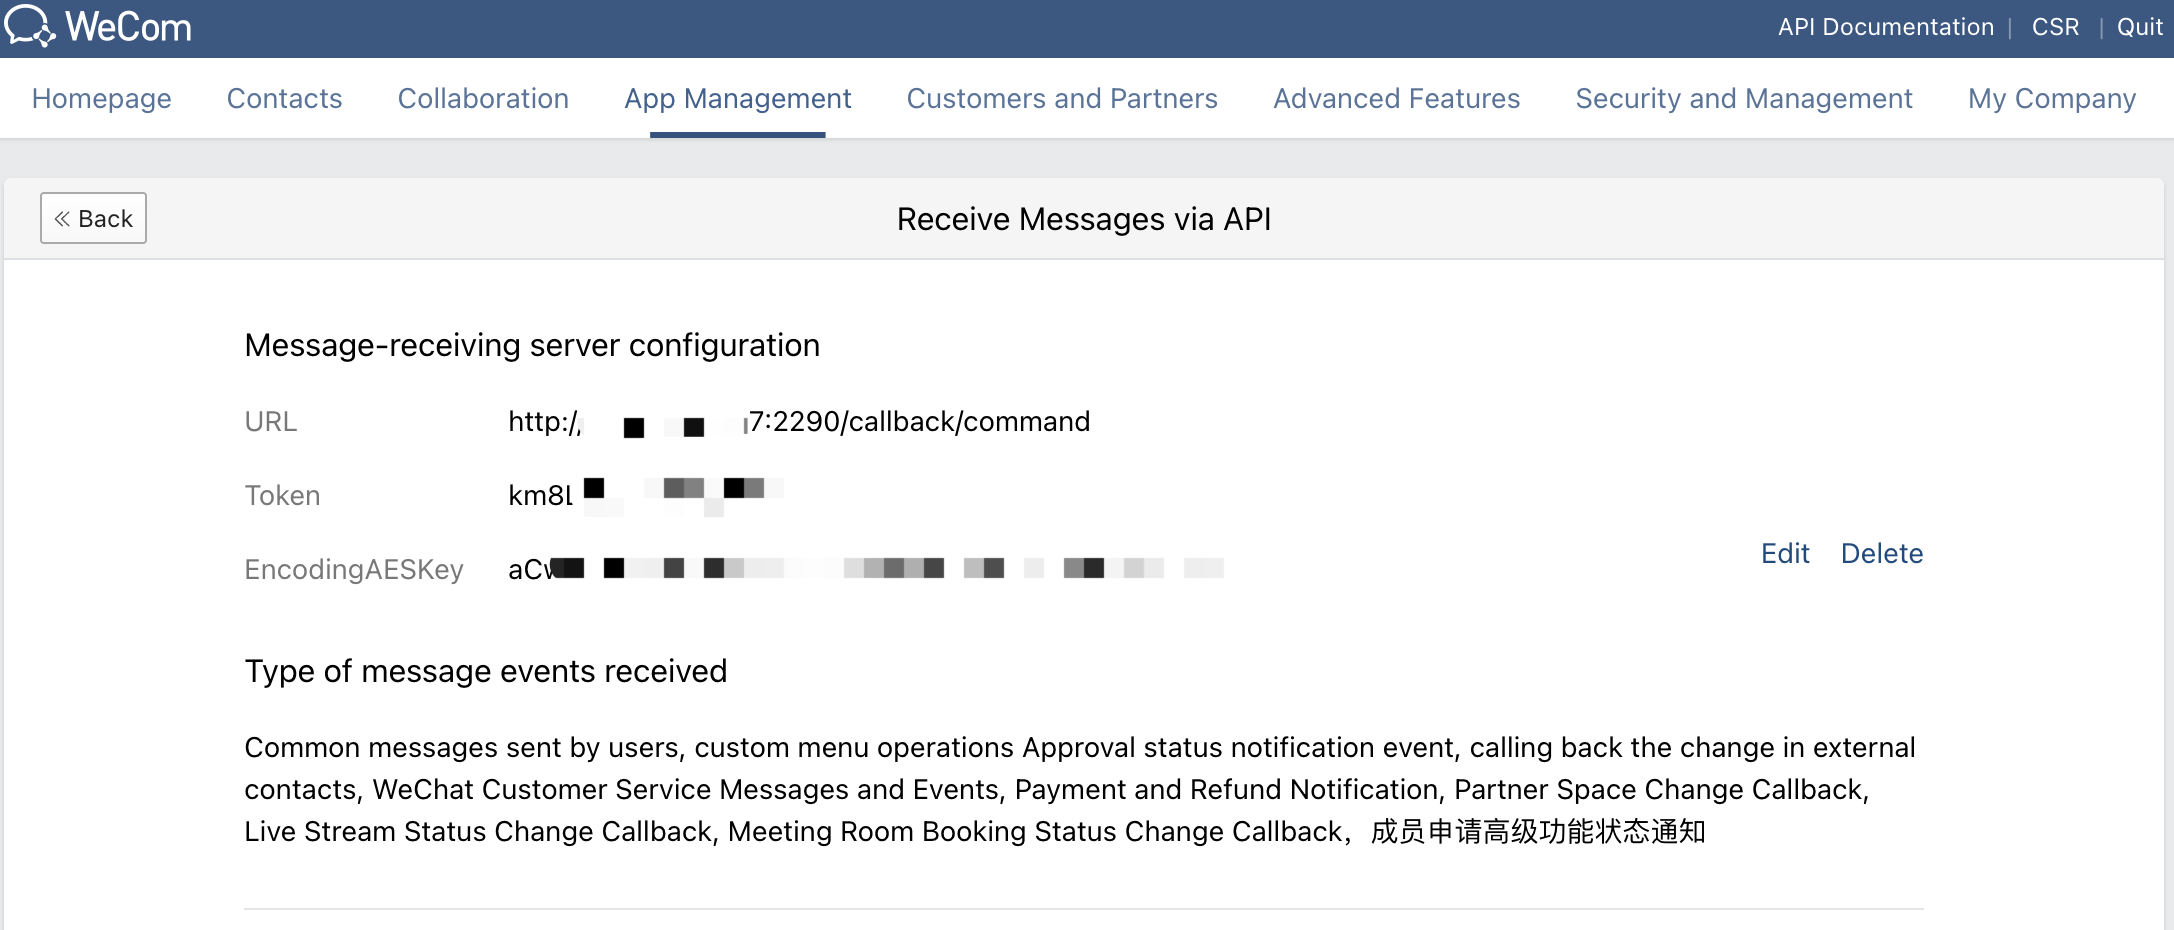 WeCom
API Documentation | CSR | Quit
Homepage Contacts Collaboration App Management Customers and Partners Advanced Features Security and Management My Company
« Back
Receive Messages via API
Message-receiving server configuration
URL http:/ 7:2290/callback/command
Token km8
EncodingAESKey aC
Edit Delete
Type of message events received
Common messages sent by users, custom menu operations Approval status notification event, calling back the change in external
contacts, WeChat Customer Service Messages and Events, Payment and Refund Notification, Partner Space Change Callback,
Live Stream Status Change Callback, Meeting Room Booking Status Change Callback，成员申请高级功能状态通知